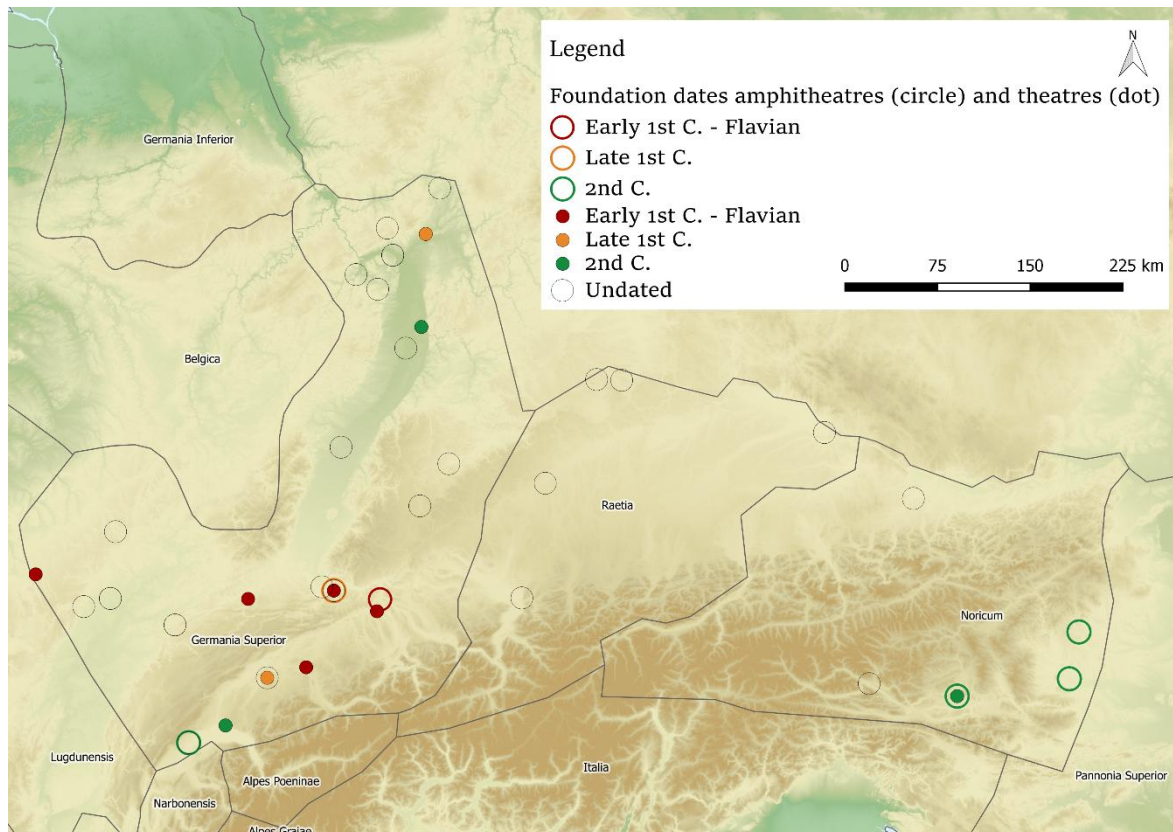 Legend
N
Foundation dates amphitheatres (circle) and theatres (dot)
Early 1st C. - Flavian
Late 1st C.
2nd C.
Early 1st C. - Flavian
Late 1st C.
2nd C.
Undated
0 75 150 225 km
Germania Inferior
Belgica
Raetia
Noricum
Germania Superior
Lugdunensis
Italia
Pannonia Superior
Alpes Poeninae
Narbonensis
Alpes Graiae